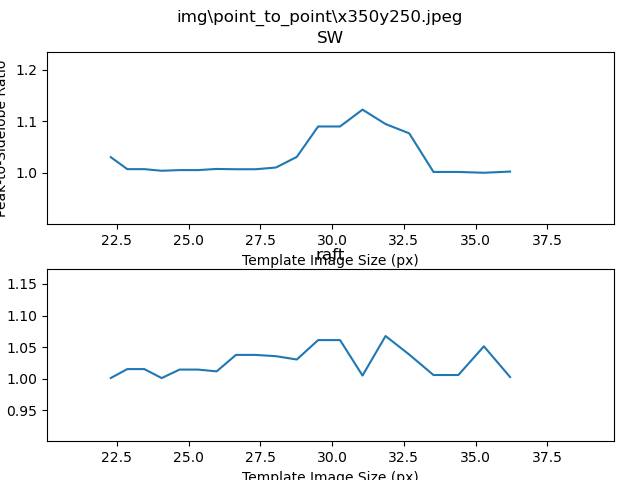 img\point_to_point\x350y250.jpeg
SW
Peak-to-Sidelobe Ratio
1.2
1.1
1.0
22.5 25.0 27.5 30.0 32.5 35.0 37.5
Template Image Size (px)
raft
1.15
1.10
1.05
1.00
0.95
22.5 25.0 27.5 30.0 32.5 35.0 37.5
Template Image Size (px)